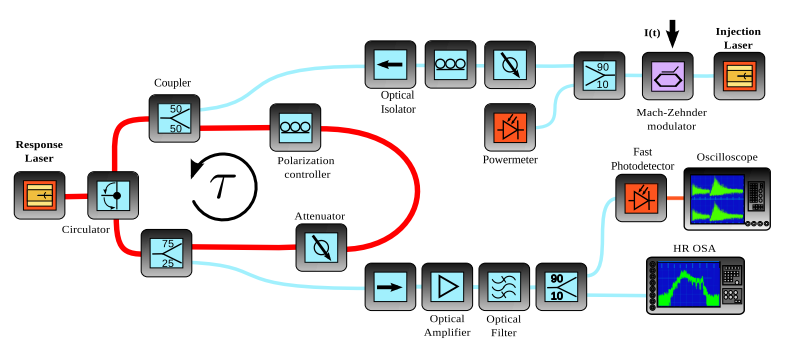 I(t)
Injection
Laser
90
10
Mach-Zehnder
modulator
Optical
Isolator
Powermeter
Coupler
50
50
Polarization
controller
Response
Laser
Circulator
τ
Attenuator
75
25
Fast
Photodetector
Oscilloscope
HR OSA
90
10
Optical
Amplifier
Optical
Filter